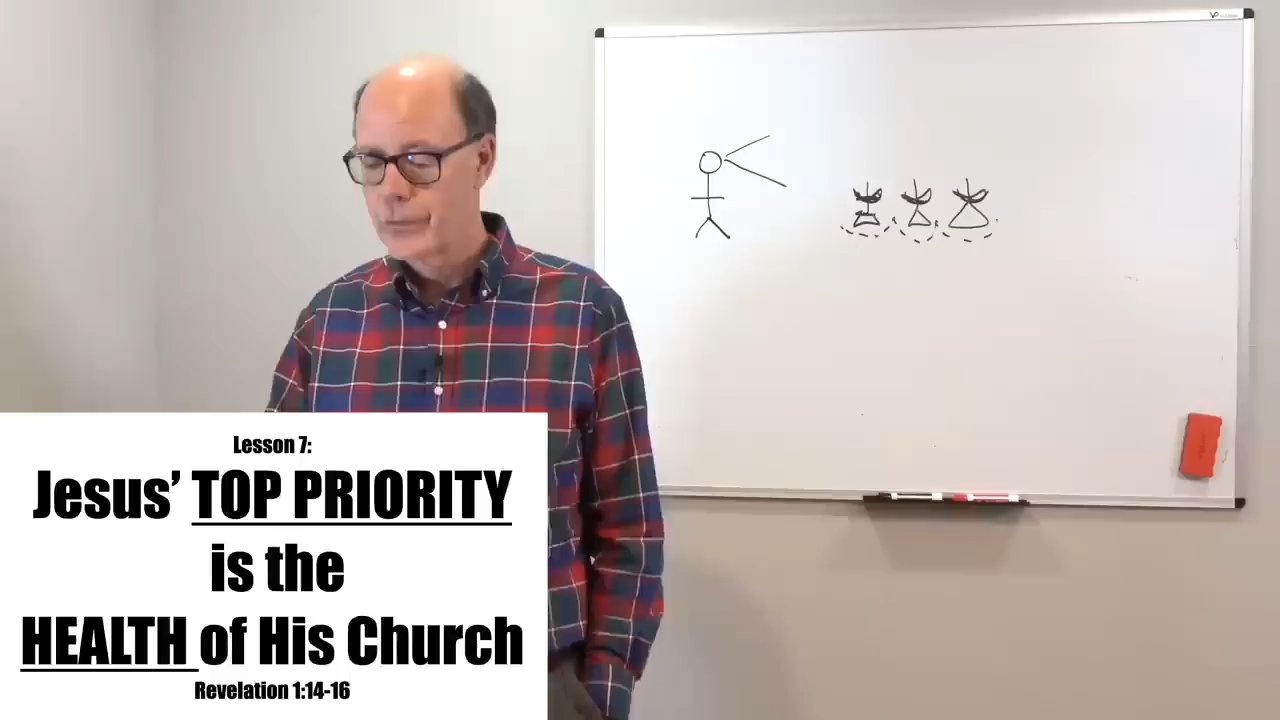 Lesson 7:
Jesus’ TOP PRIORITY
is the
HEALTH of His Church
Revelation 1:14-16